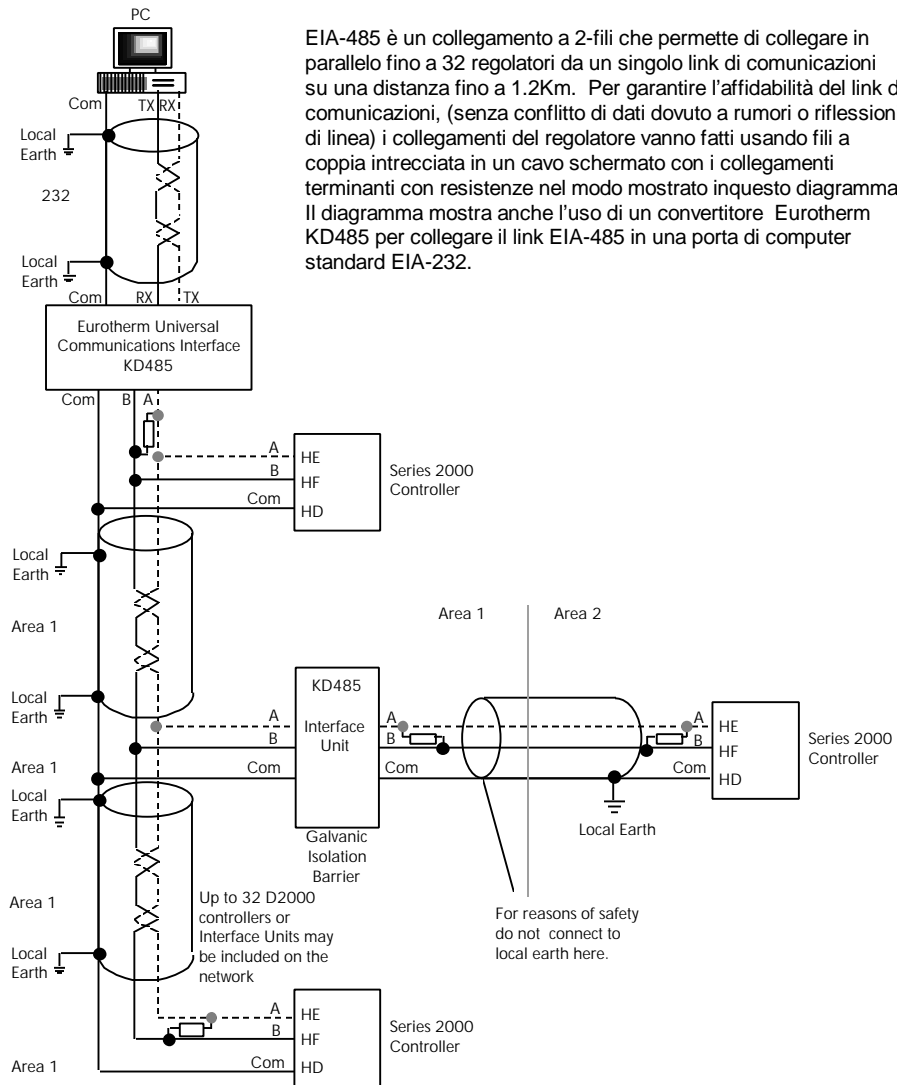 PC
EIA-485 è un collegamento a 2-fili che permette di collegare in
parallelo fino a 32 regolatori da un singolo link di comunicazioni
su una distanza fino a 1.2Km. Per garantire l'affidabilità del link d
comunicazioni, (senza conflitto di dati dovuto a rumori o riflession
di linea) i collegamenti del regolatore vanno fatti usando fili a
coppia intrecciata in un cavo schermato con i collegamenti
terminanti con resistenze nel modo mostrato inquesto diagramma
Il diagramma mostra anche l'uso di un convertitore Eurotherm
KD485 per collegare il link EIA-485 in una porta di computer
standard EIA-232.
Com TX RX
Local
Earth
232
Local
Earth
Com RX TX
Eurotherm Universal
Communications Interface
KD485
Com B A
A HE
B HF
Com HD
Series 2000
Controller
Local
Earth
Area 1
Area 1 Area 2
Local
Earth
KD485
Interface
Unit
A
B
Com
A
B
Com
A HE
B HF
Com HD
Series 2000
Controller
Area 1
Local
Earth
Local Earth
Galvanic
Isolation
Barrier
Area 1
Up to 32 D2000
controllers or
Interface Units may
be included on the
network
For reasons of safety
do not connect to
local earth here.
Local
Earth
A HE
B HF
Com HD
Series 2000
Controller
Area 1